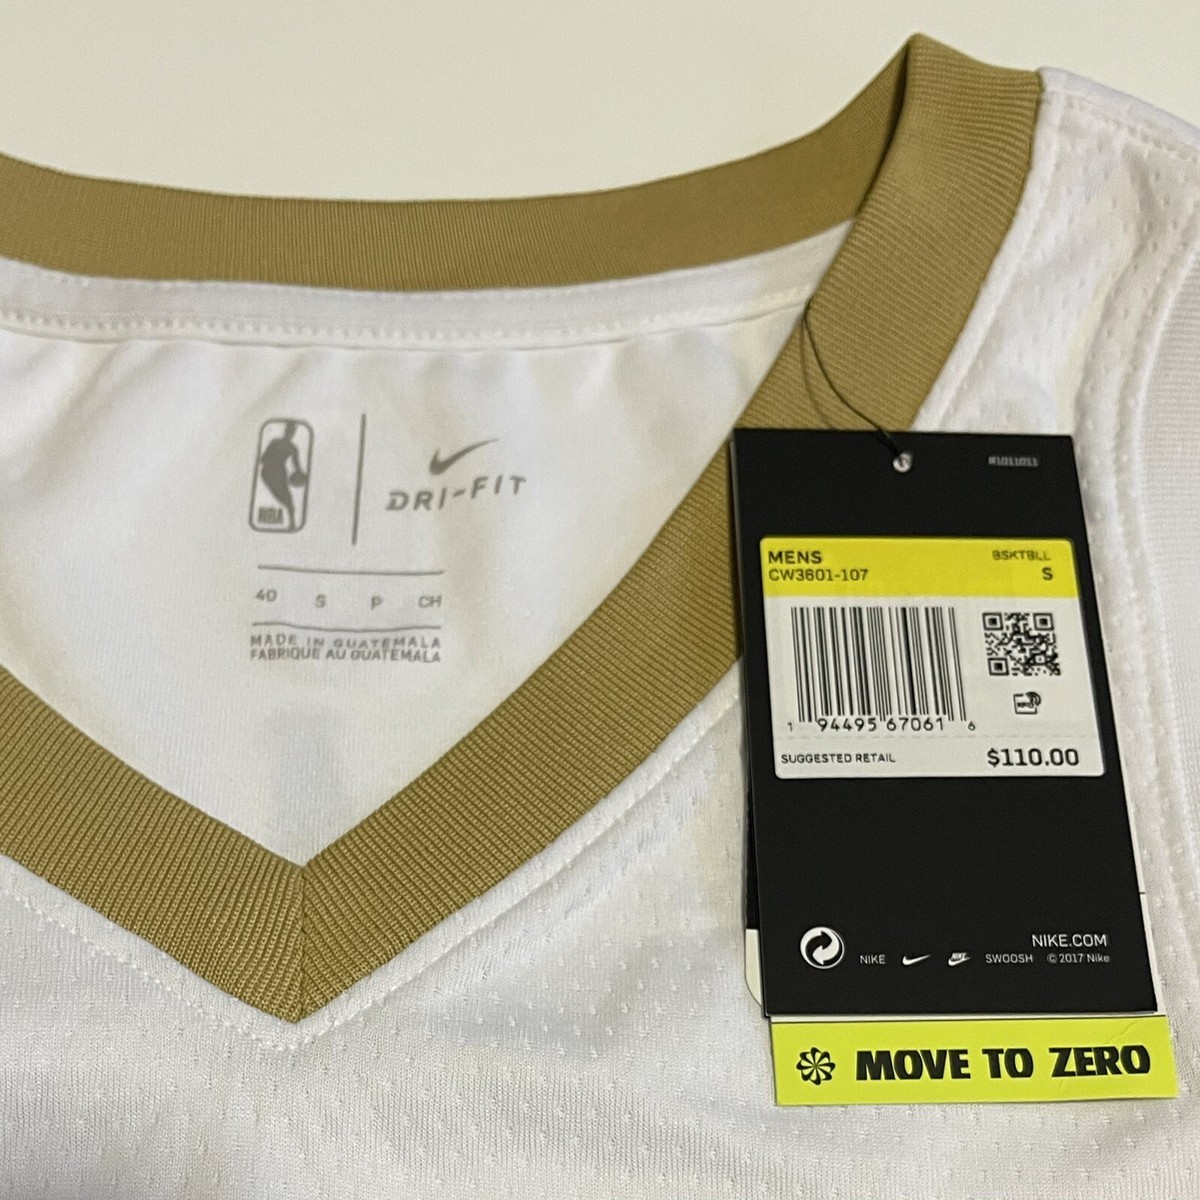 NBA
DRI-FIT
40 S P CH
MADE IN GUATEMALA
FABRIQUE AU GUATEMALA
MENS BSKTBLL
CW3601-107 S
1 94495 67061 6
SUGGESTED RETAIL $110.00
NIKE.COM
NIKE NIKE SWOOSH © 2017 Nike
MOVE TO ZERO